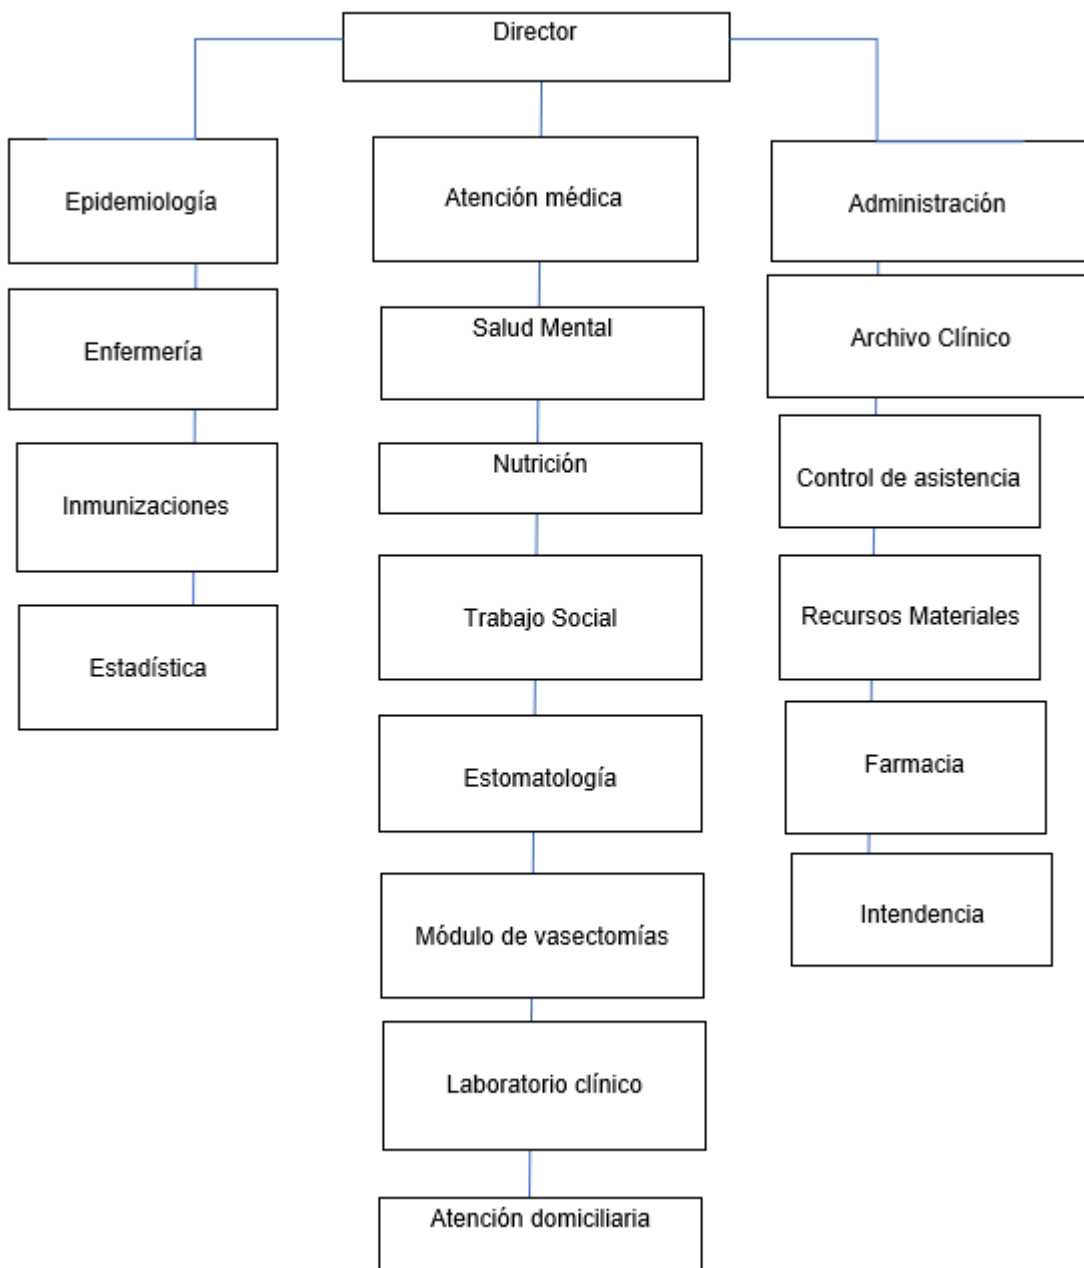 Director
Epidemiología
Enfermería
Inmunizaciones
Estadística
Atención médica
Salud Mental
Nutrición
Trabajo Social
Estomatología
Módulo de vasectomías
Laboratorio clínico
Atención domiciliaria
Administración
Archivo Clínico
Control de asistencia
Recursos Materiales
Farmacia
Intendencia